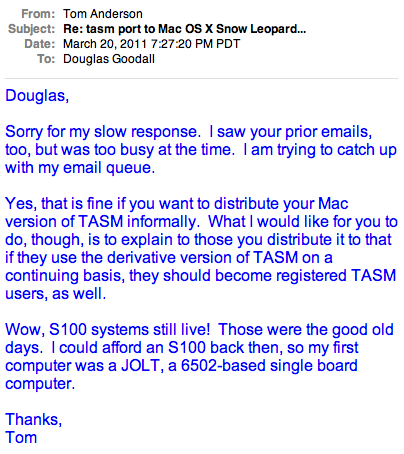 From: Tom Anderson
Subject: Re: tasm port to Mac OS X Snow Leopard...
Date: March 20, 2011 7:27:20 PM PDT
To: Douglas Goodall
Douglas,
Sorry for my slow response.  I saw your prior emails,
too, but was too busy at the time.  I am trying to catch up
with my email queue.
Yes, that is fine if you want to distribute your Mac
version of TASM informally.  What I would like for you to
do, though, is to explain to those you distribute it to that
if they use the derivative version of TASM on a
continuing basis, they should become registered TASM
users, as well.
Wow, S100 systems still live!  Those were the good old
days.  I could afford an S100 back then, so my first
computer was a JOLT, a 6502-based single board
computer.
Thanks,
Tom